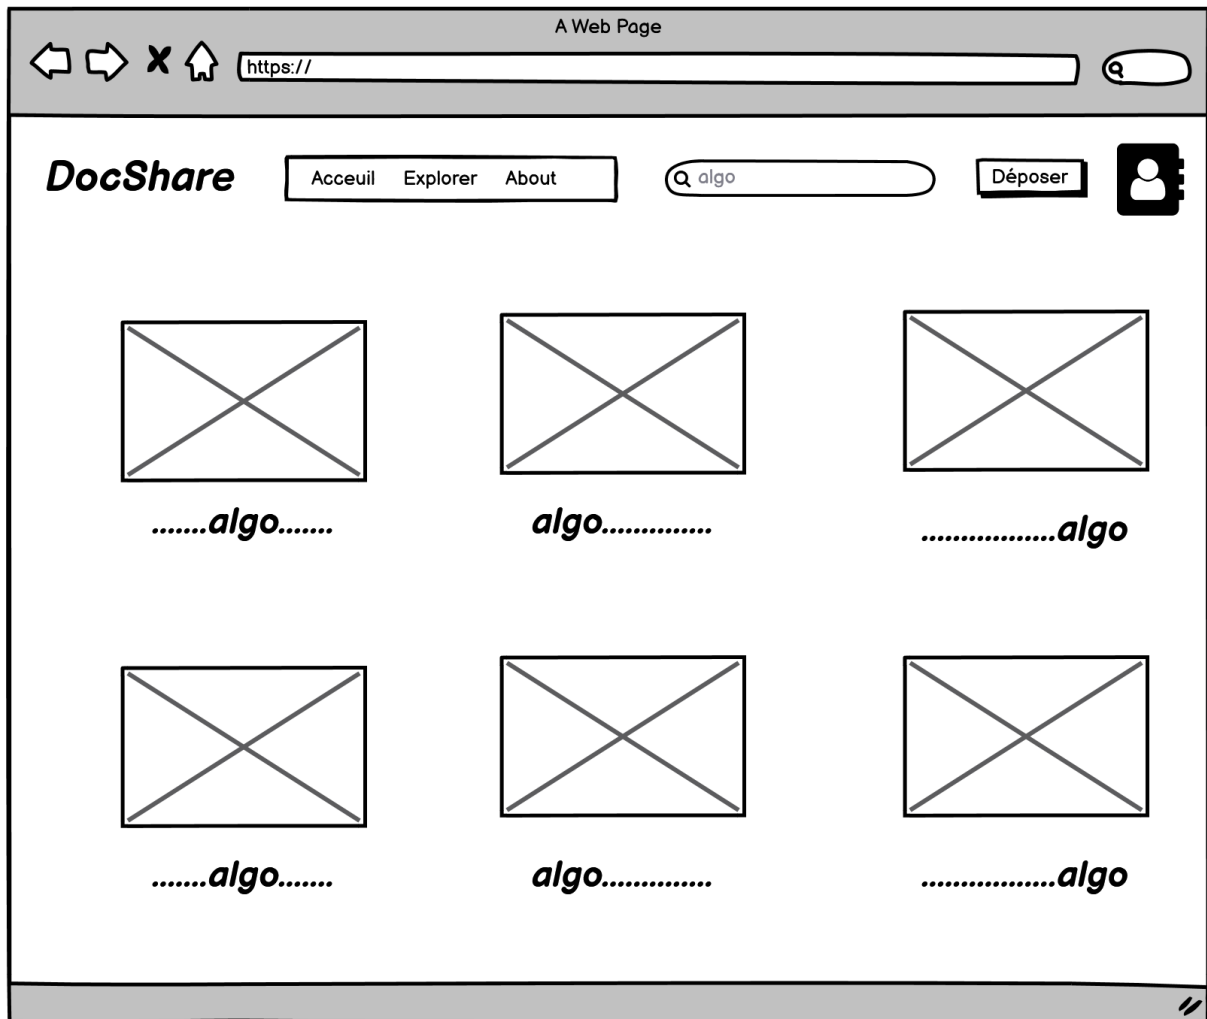 A Web Page
https://
DocShare Acceuil Explorer About algo Déposer
.......algo....... algo............. .................algo
.......algo....... algo............. .................algo